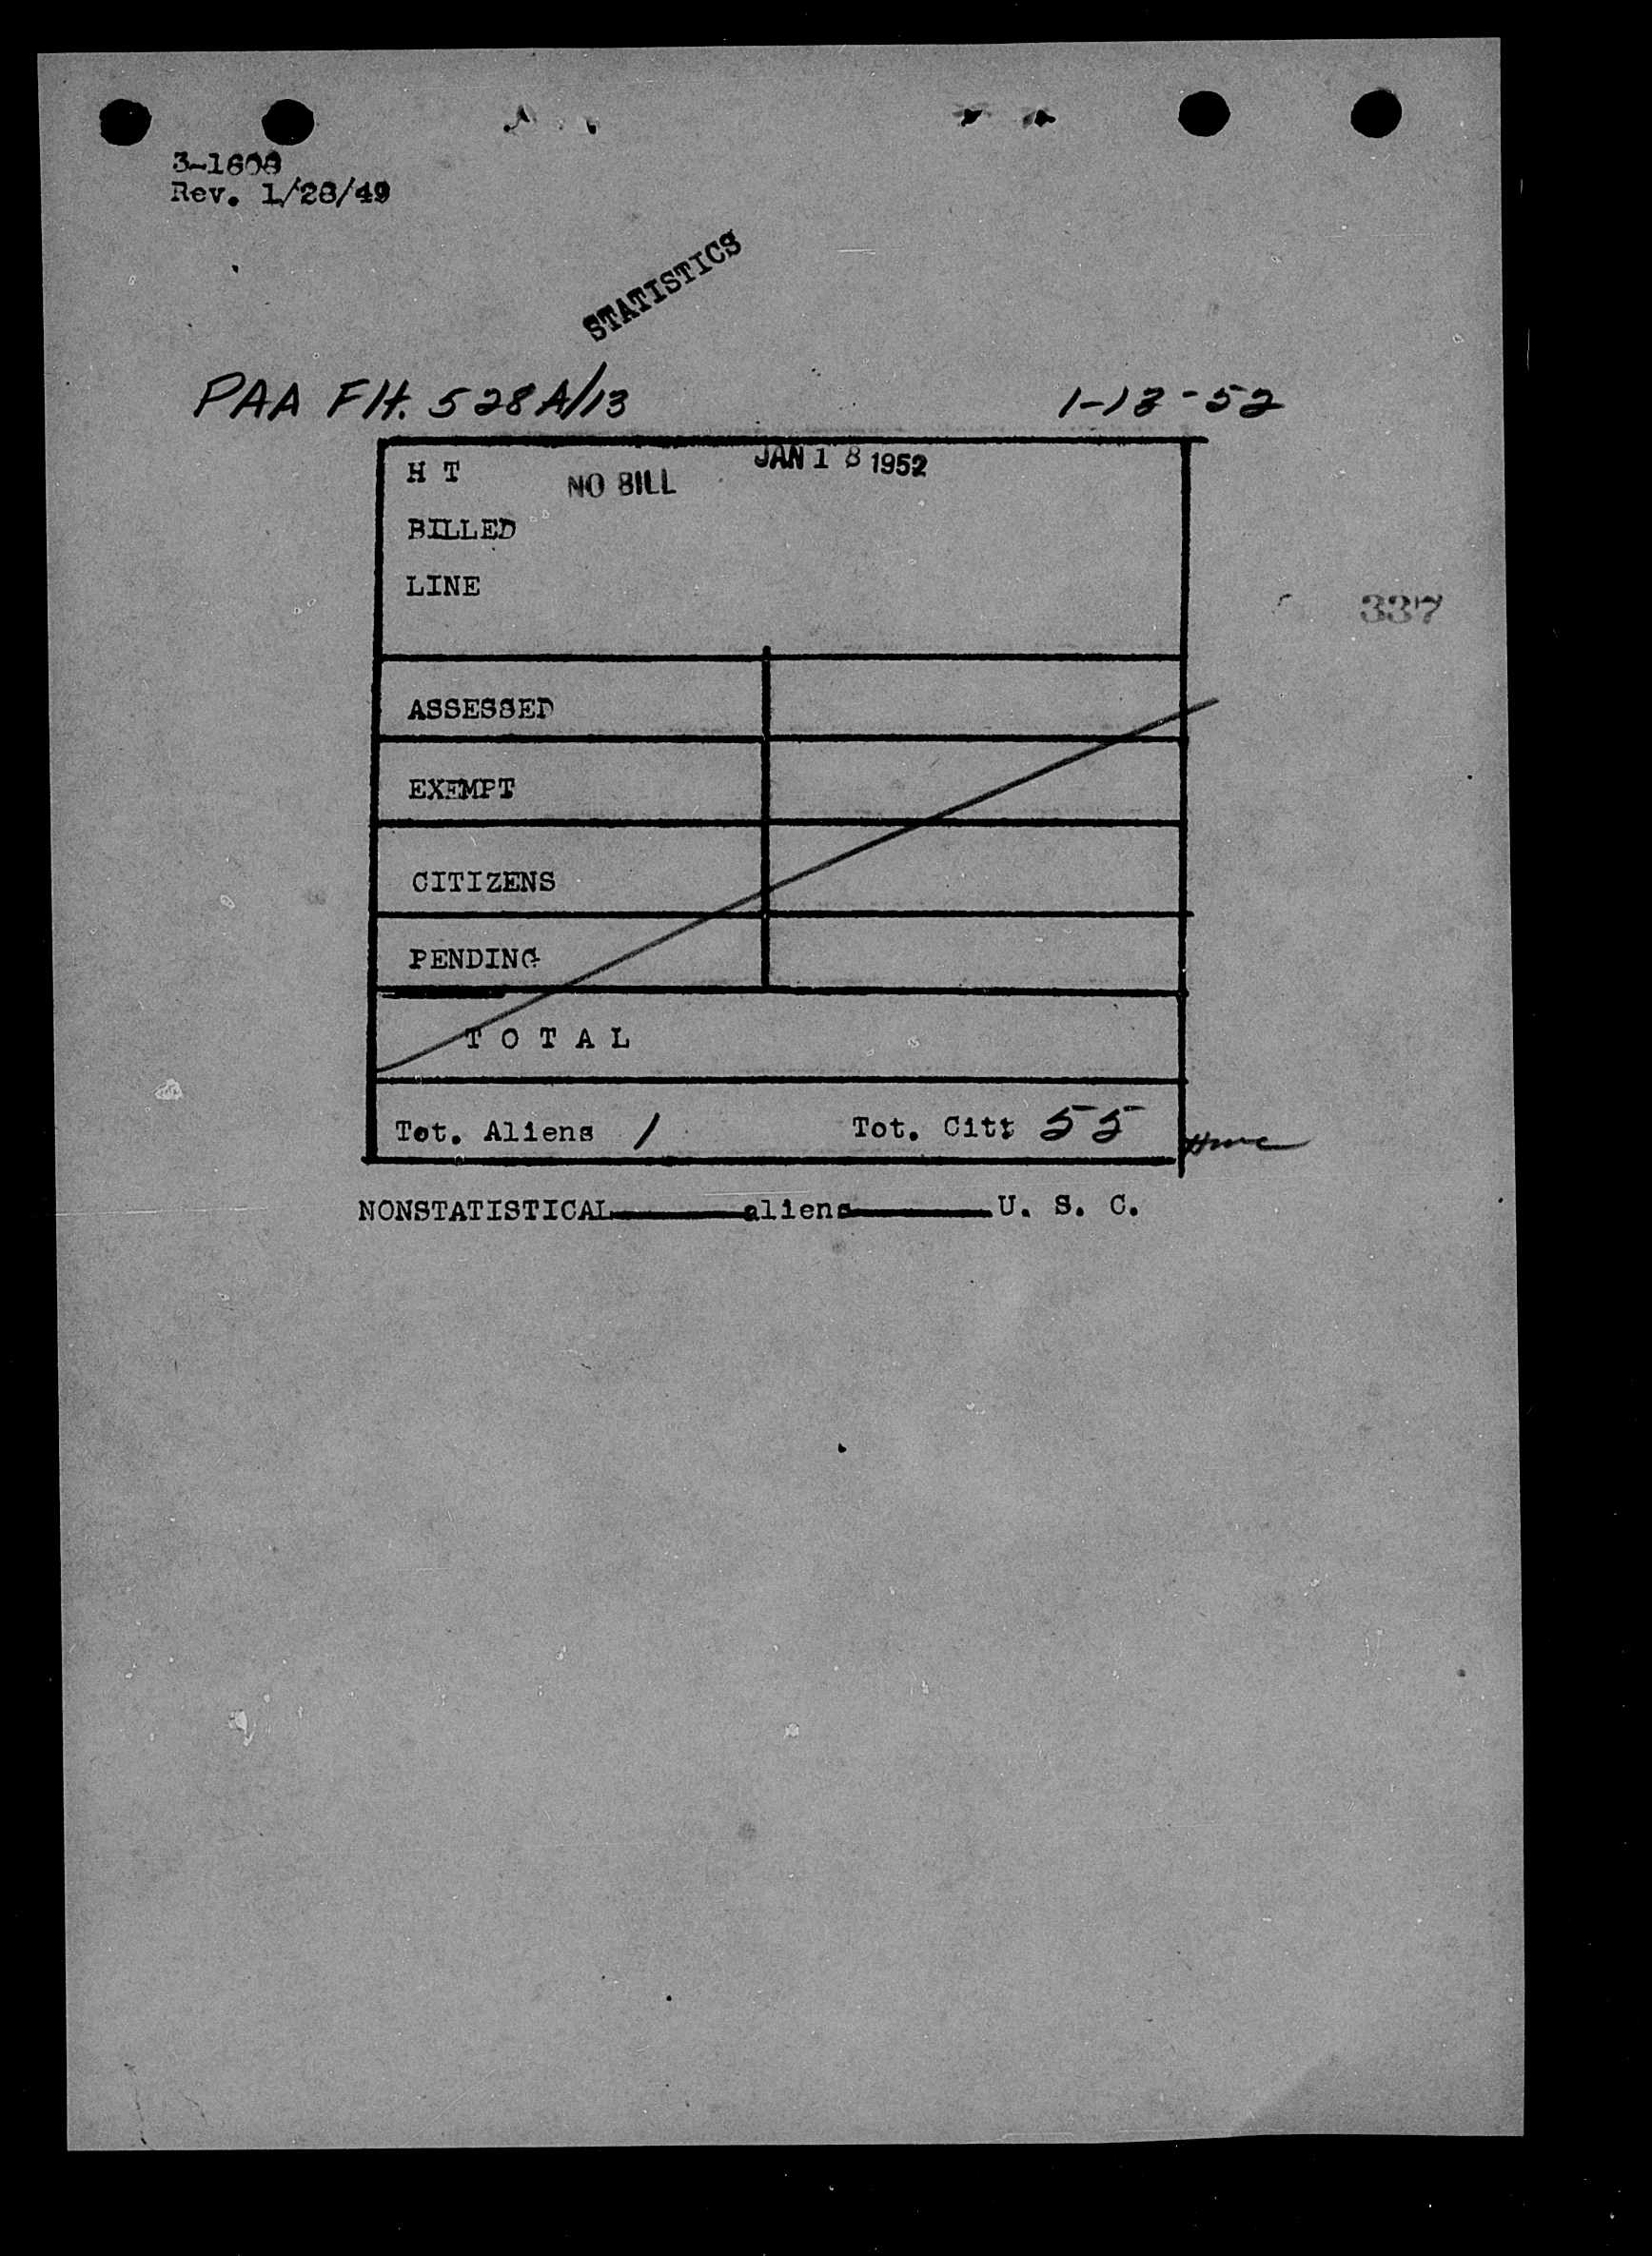 3-1608
Rev. 1/28/49
STATISTICS
PAA Flt. 528A/13 1-13-52
H T NO BILL JAN 18 1952
BILLED
LINE
337
ASSESSED
EXEMPT
CITIZENS
PENDING
T O T A L
Tot. Aliens 1 Tot. Citz 55
NONSTATISTICAL aliens U. S. C.